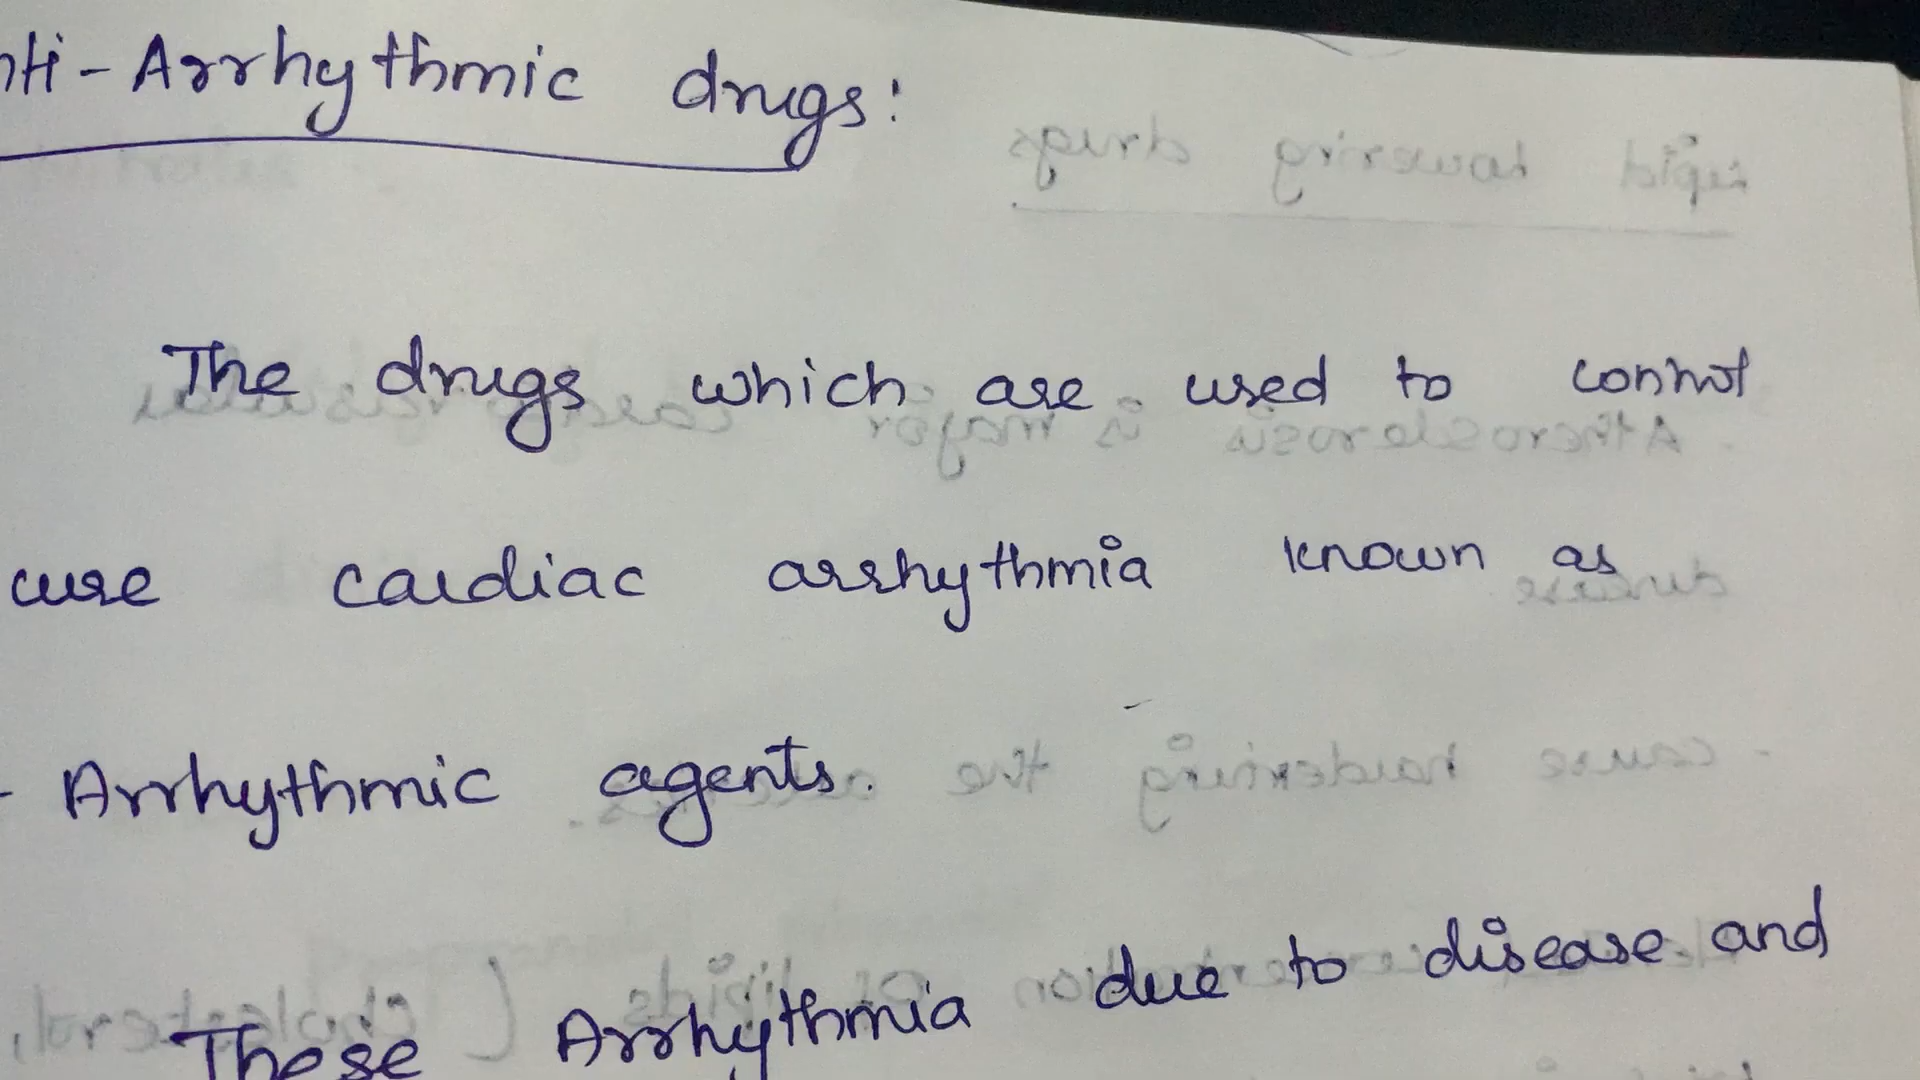 nti-Arrhythmic drugs:
The drugs which are used to control
cure cardiac arrhythmia known as
- Arrhythmic agents.
These Arrhythmia due to disease and